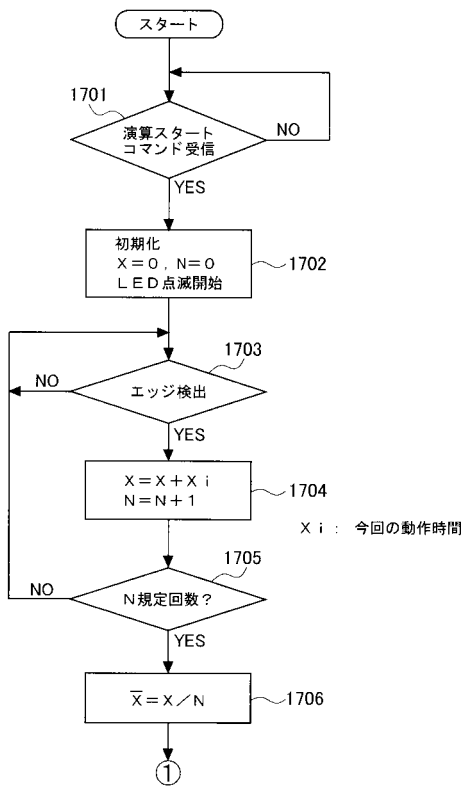 スタート
1701
演算スタート
コマンド受信
NO
YES
初期化
X=0, N=0
LED点滅開始
1702
1703
NO
エッジ検出
YES
X=X+Xi
N=N+1
1704
Xi: 今回の動作時間
1705
NO
N規定回数?
YES
X̄=X/N
1706
①